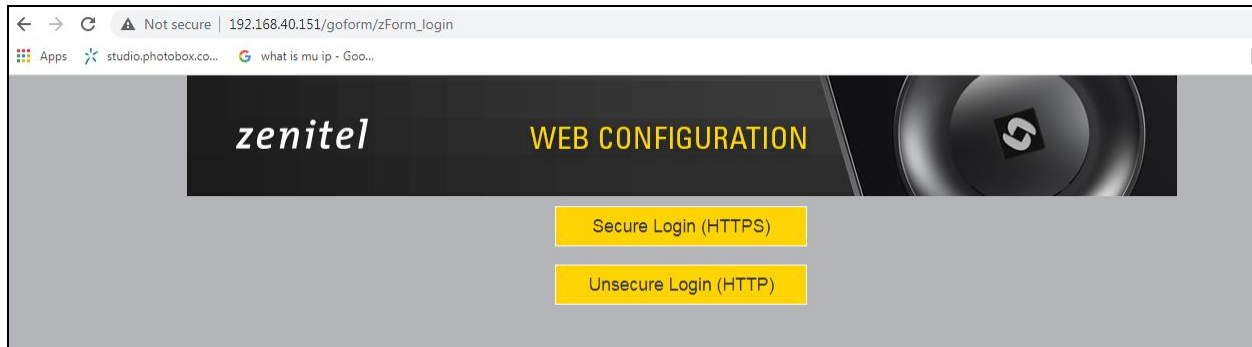 Not secure | 192.168.40.151/goform/zForm_login
Apps studio.photobox.co... what is mu ip - Goo...
zenitel WEB CONFIGURATION
Secure Login (HTTPS)
Unsecure Login (HTTP)